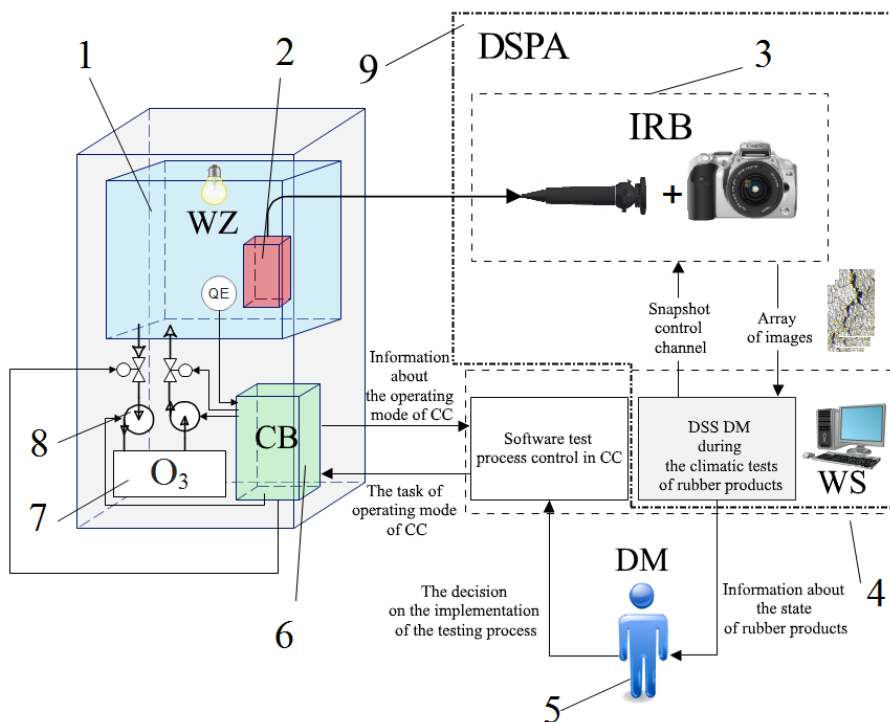 1
2
9
DSPA
3
IRB
+
WZ
QE
Snapshot
control
channel
Array
of images
Information
about
the operating
mode of CC
8
CB
O₃
7
Software test
process control in CC
DSS DM
during
the climatic tests
of rubber products
WS
The task of
operating mode
of CC
6
DM
4
The decision
on the implementation
of the testing process
Information about
the state
of rubber products
5